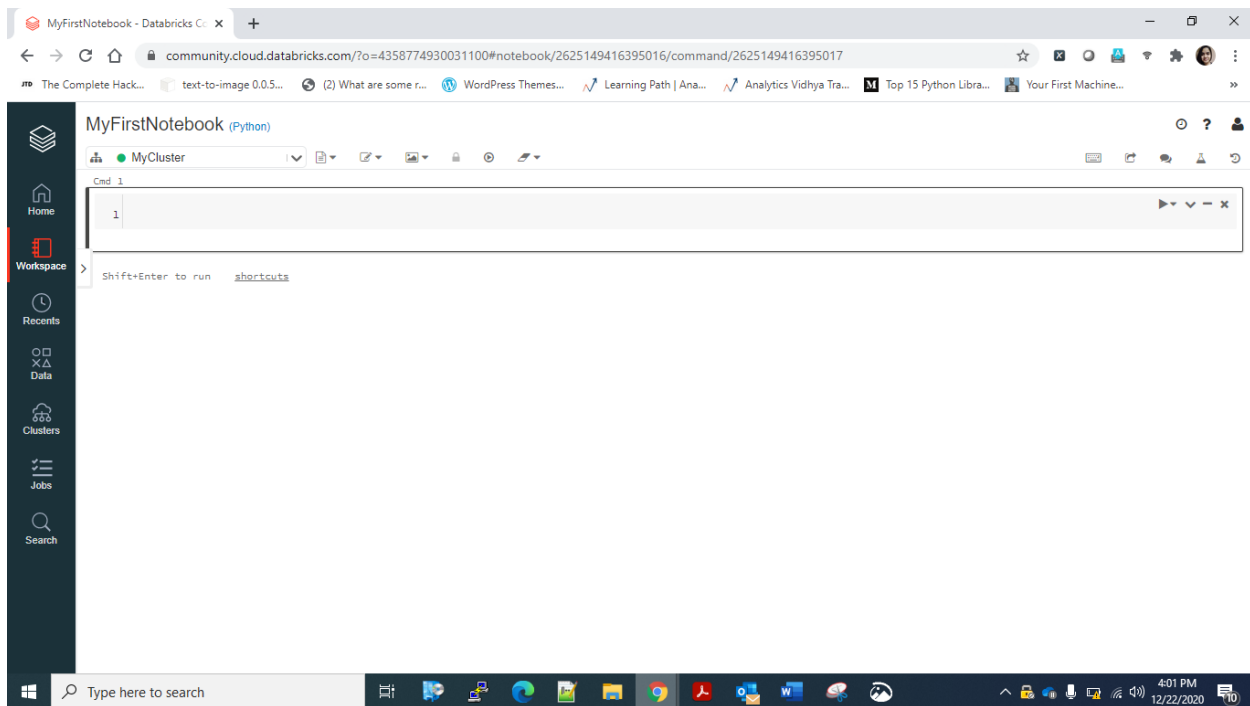 MyFirstNotebook - Databricks Co
community.cloud.databricks.com/?o=4358774930031100#notebook/2625149416395016/command/2625149416395017
The Complete Hack...
text-to-image 0.0.5...
(2) What are some r...
WordPress Themes...
Learning Path | Ana...
Analytics Vidhya Tra...
Top 15 Python Libra...
Your First Machine...
MyFirstNotebook (Python)
MyCluster
Cmd 1
1
Shift+Enter to run shortcuts
Home
Workspace
Recents
Data
Clusters
Jobs
Search
Type here to search
4:01 PM
12/22/2020
10